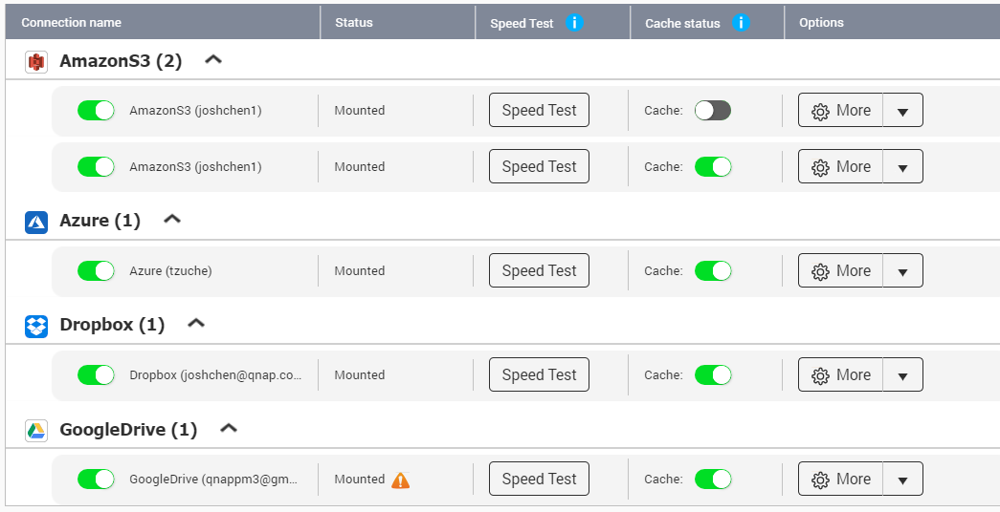 Connection name Status Speed Test i Cache status i Options
AmazonS3 (2)
AmazonS3 (joshchen1) Mounted Speed Test Cache: More
AmazonS3 (joshchen1) Mounted Speed Test Cache: More
Azure (1)
Azure (tzuche) Mounted Speed Test Cache: More
Dropbox (1)
Dropbox (joshchen@qnap.co... Mounted Speed Test Cache: More
GoogleDrive (1)
GoogleDrive (qnappm3@gm... Mounted Speed Test Cache: More